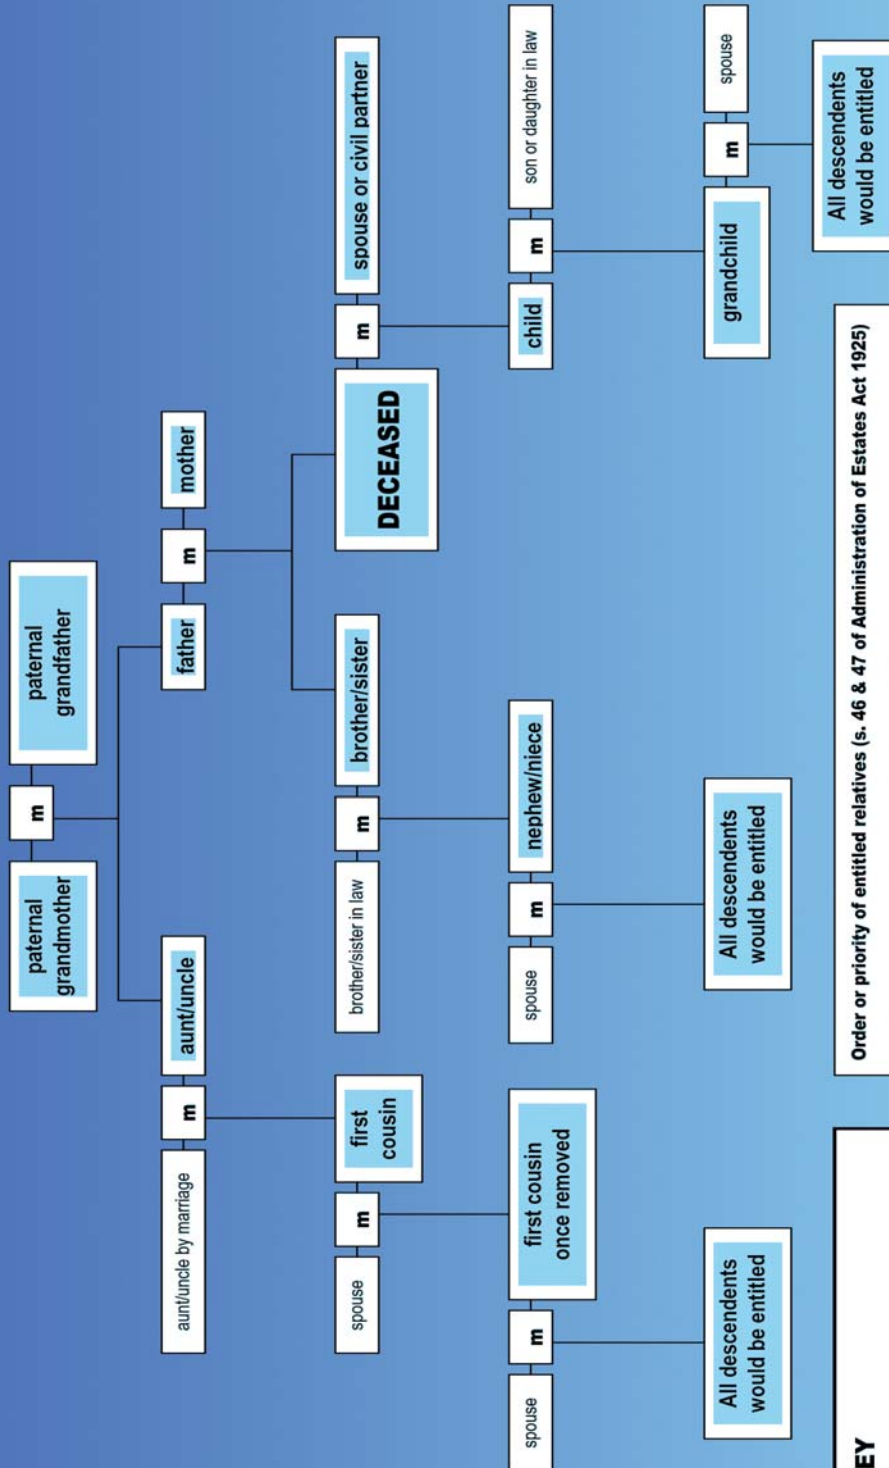 paternal
grandmother
m
paternal
grandfather
aunt/uncle by marriage
m
aunt/uncle
father
m
mother
spouse
m
first
cousin
brother/sister in law
m
brother/sister
DECEASED
m
spouse or civil partner
spouse
m
first cousin
once removed
spouse
m
nephew/niece
child
m
son or daughter in law
All descendents
would be entitled
All descendents
would be entitled
grandchild
m
spouse
EY
Order or priority of entitled relatives (s. 46 & 47 of Administration of Estates Act 1925)
All descendents
would be entitled